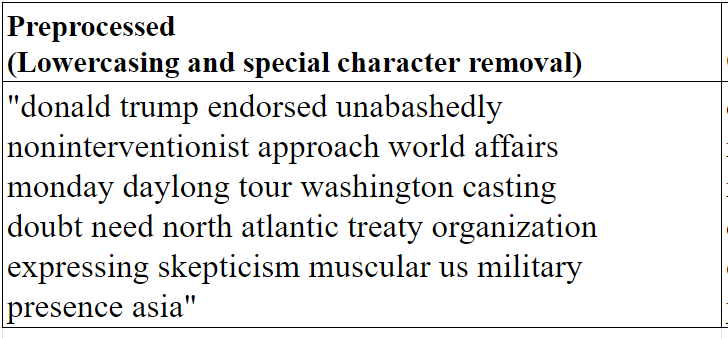 Preprocessed
(Lowercasing and special character removal)
"donald trump endorsed unabashedly
noninterventionist approach world affairs
monday daylong tour washington casting
doubt need north atlantic treaty organization
expressing skepticism muscular us military
presence asia"